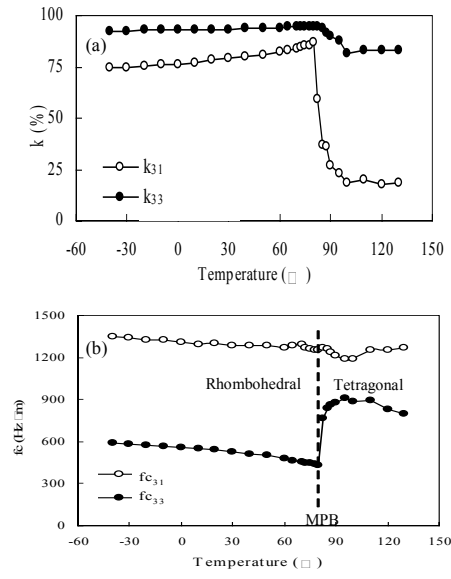 100
(a)
75
k (%)
50
25
k31
k33
0
-60 -30 0 30 60 90 120 150
Temperature (□ )
1500
(b)
1200
Rhombohedral Tetragonal
900
fc(Hz□m)
600
300
fc31
fc33
0
MPB
-60 -30 0 30 60 90 120 150
Temperature (□ )